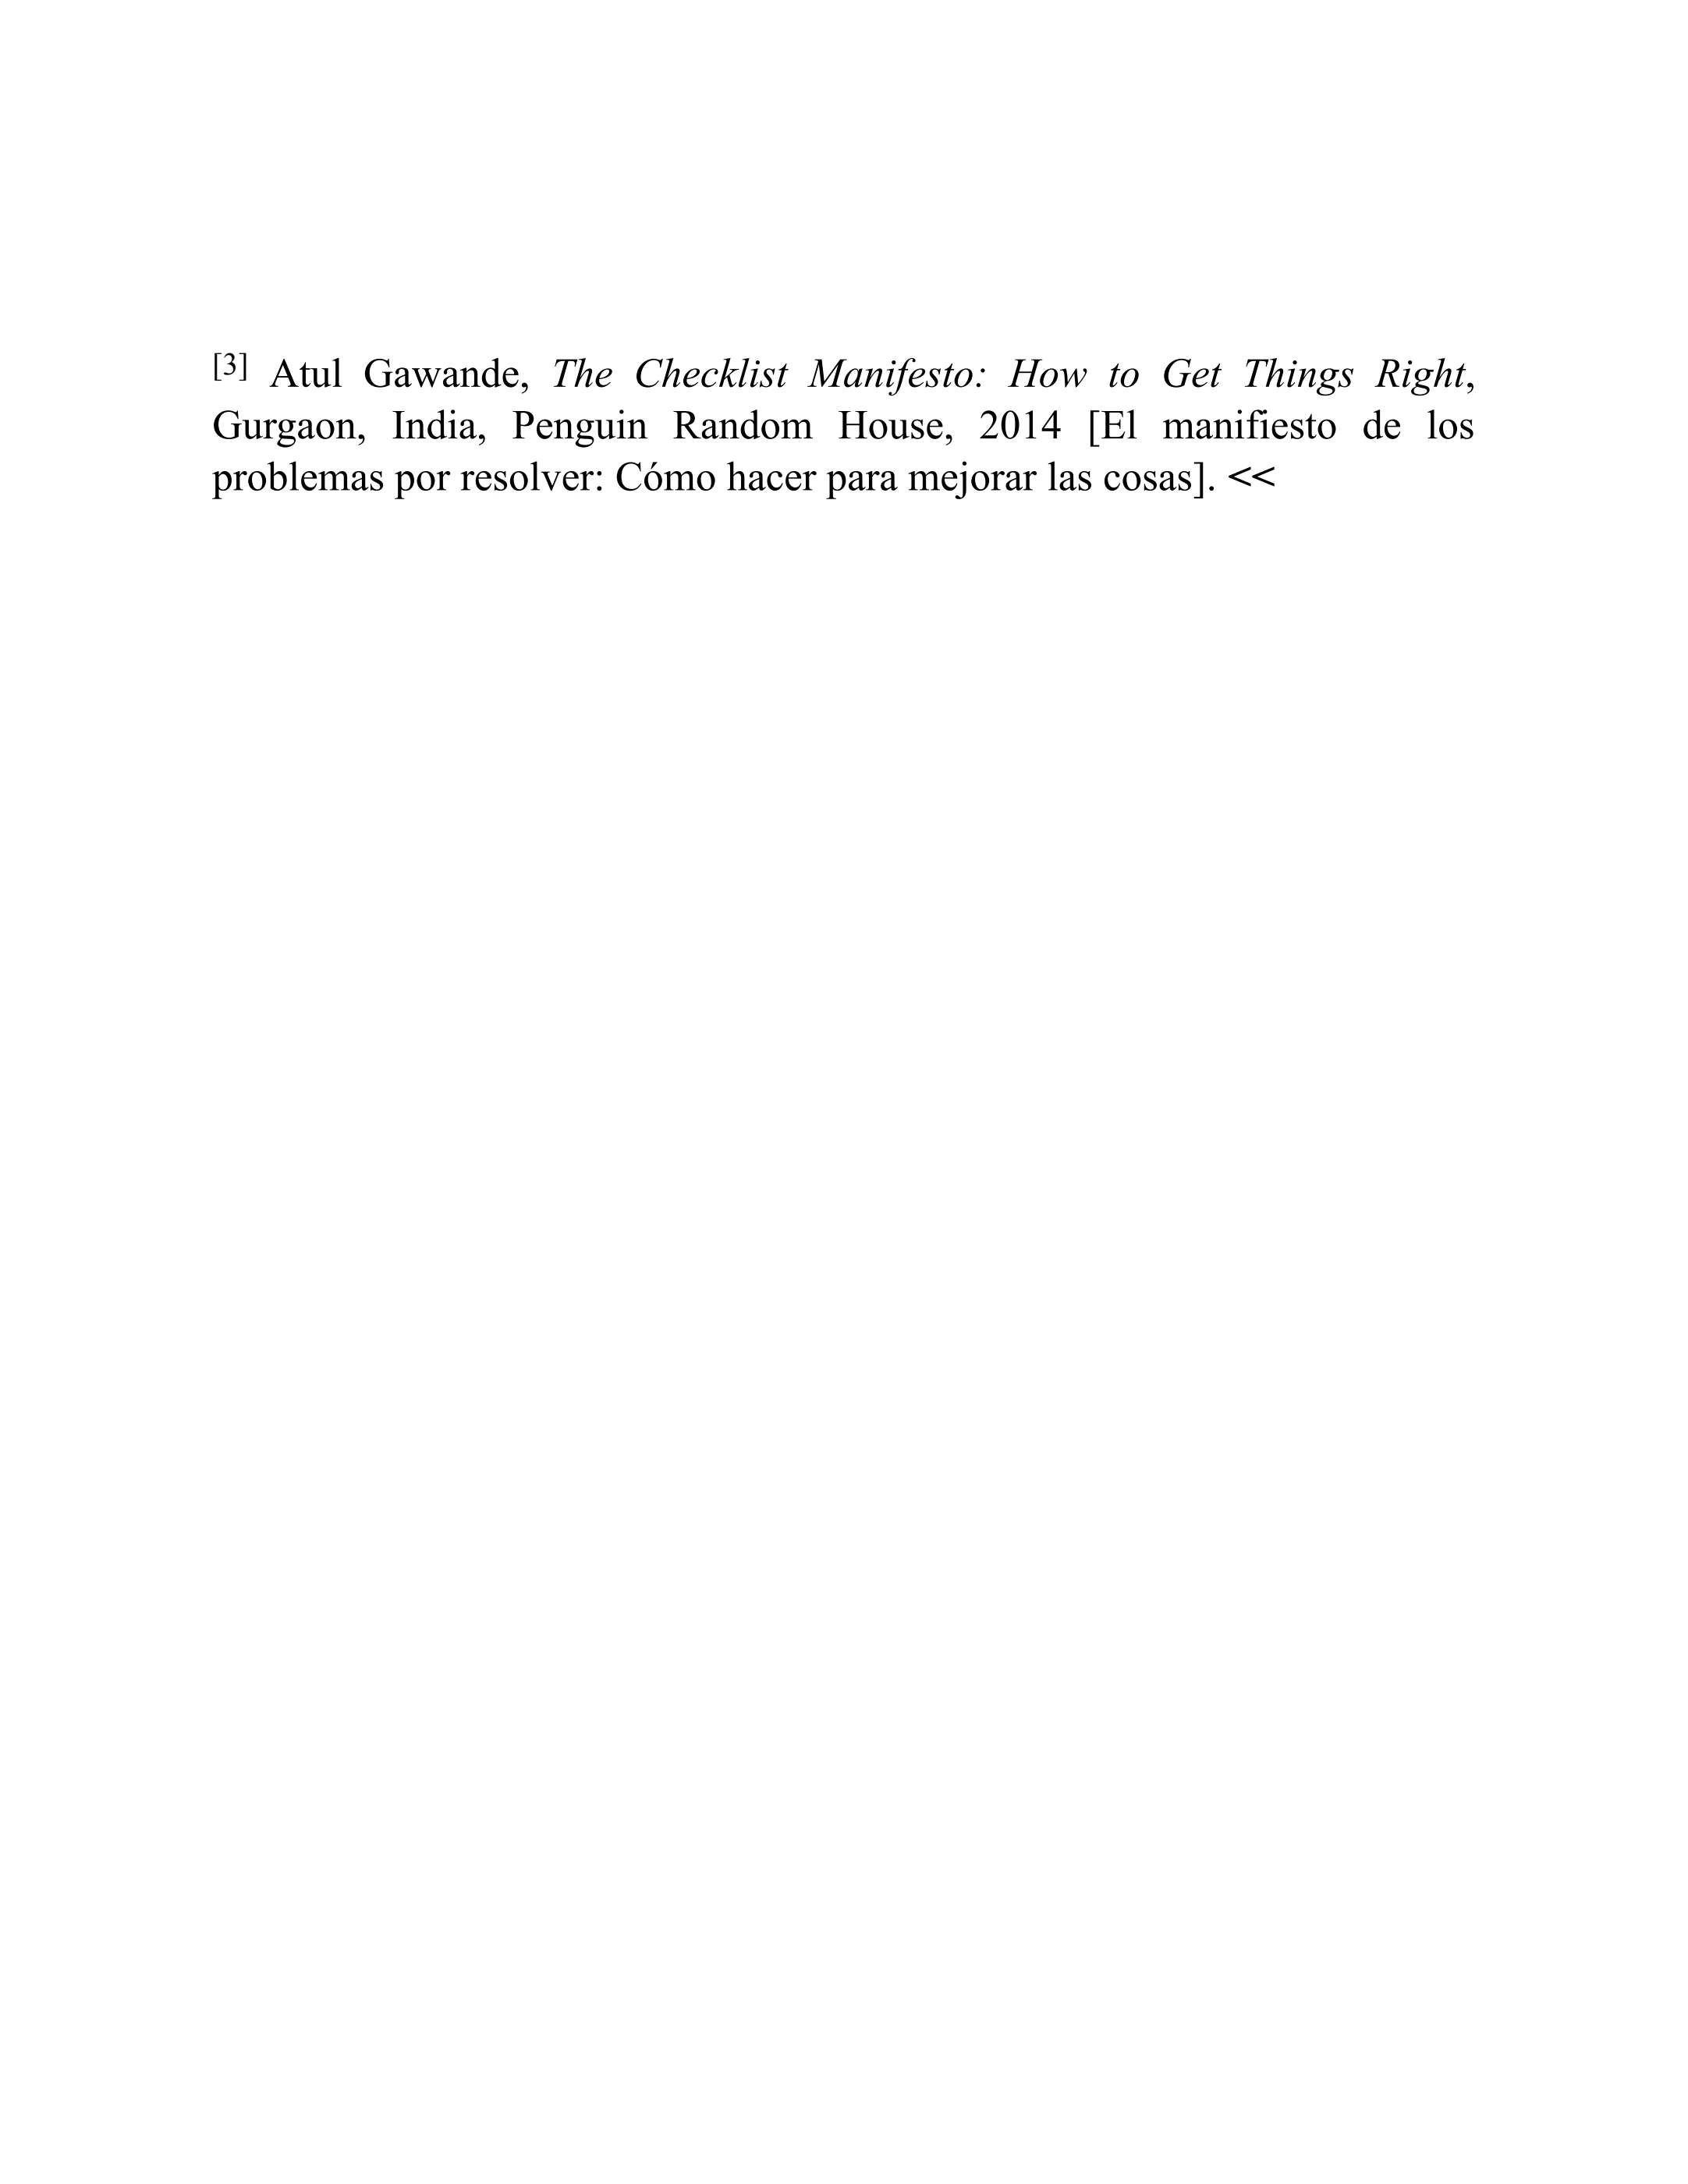 [3] Atul Gawande, The Checklist Manifesto: How to Get Things Right,
Gurgaon, India, Penguin Random House, 2014 [El manifiesto de los
problemas por resolver: Cómo hacer para mejorar las cosas]. <<